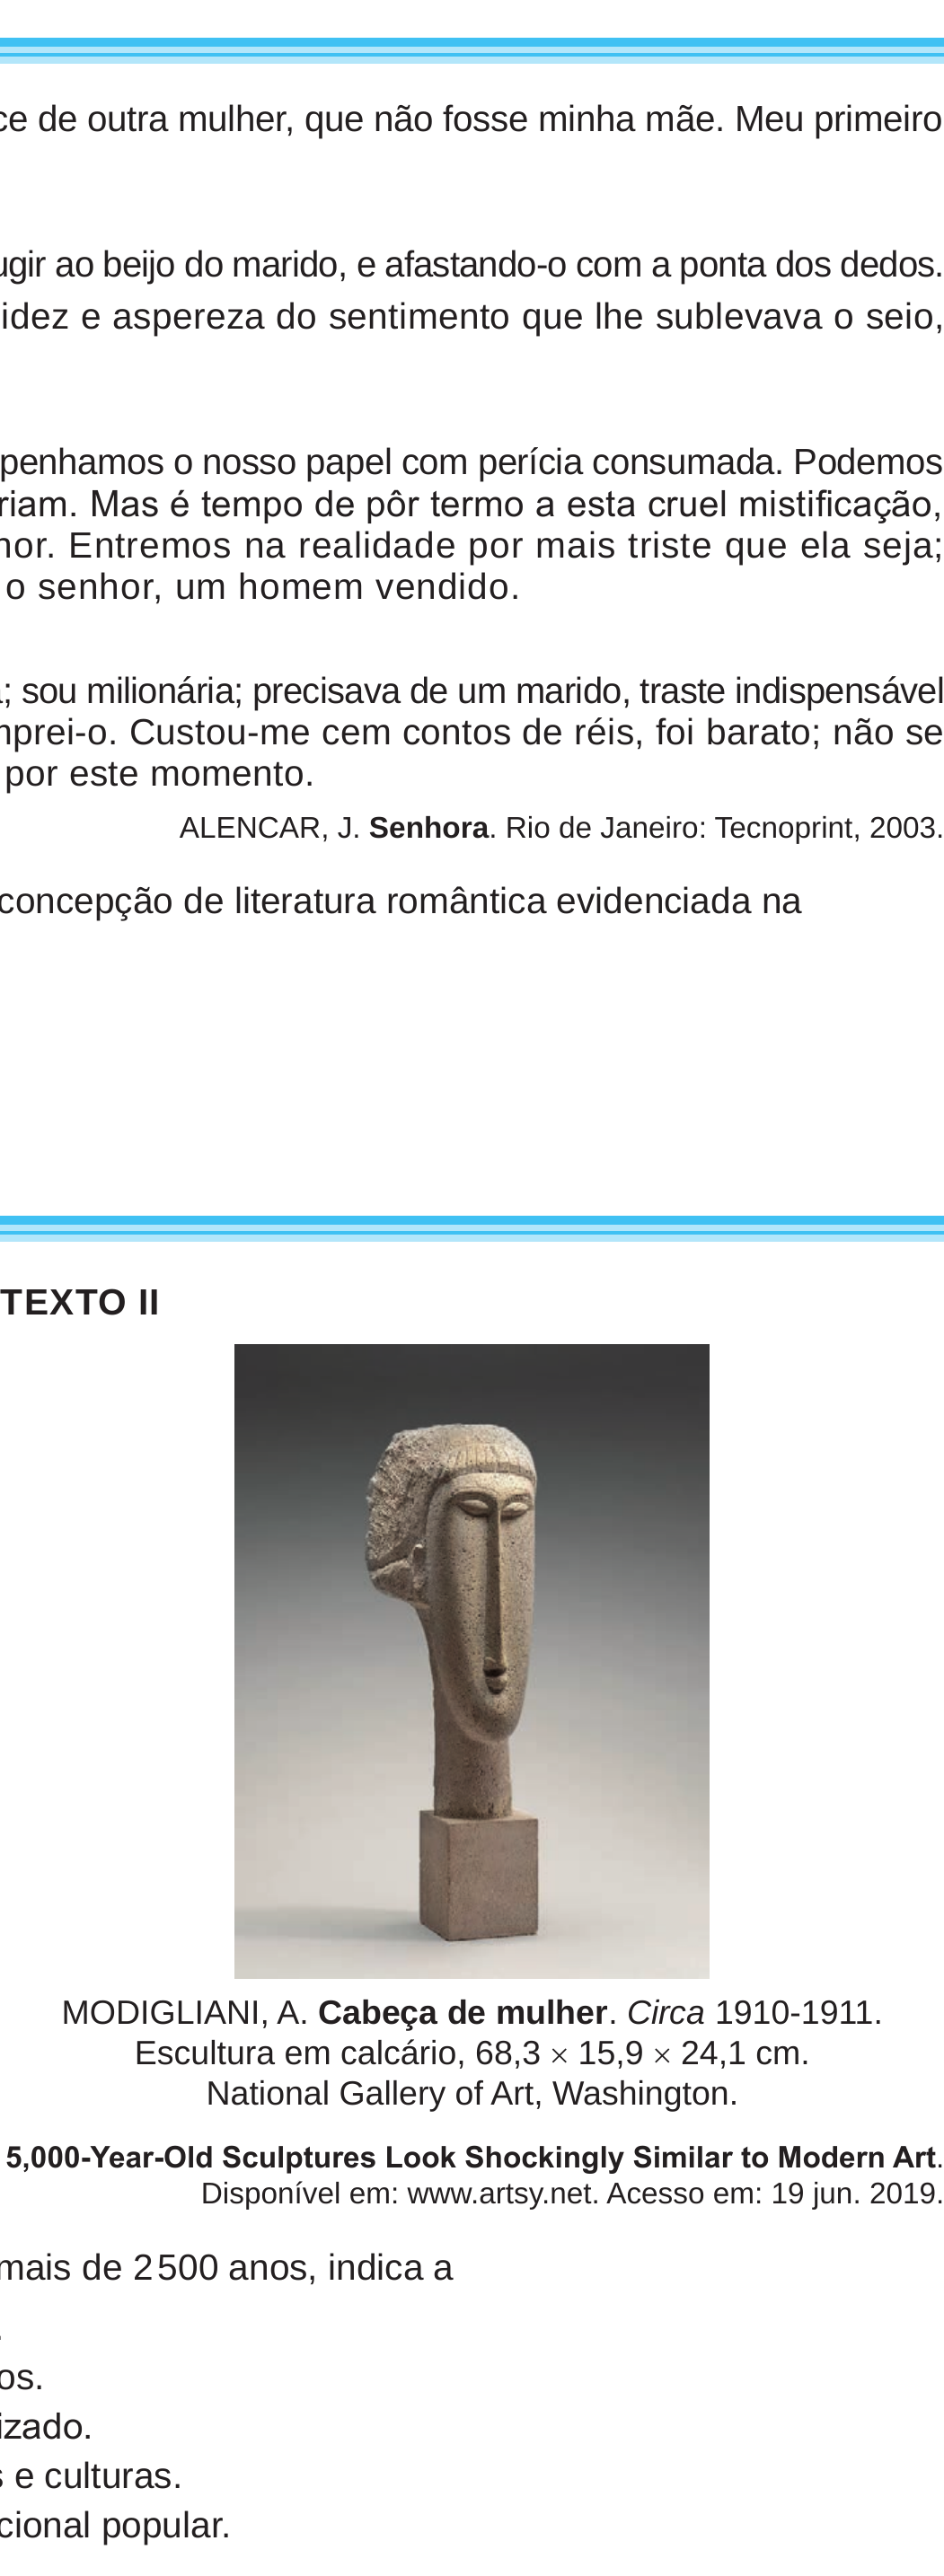 de outra mulher, que não fosse minha mãe. Meu primeiro
ao beijo do marido, e afastando-o com a ponta dos dedos.
e aspereza do sentimento que lhe sublevava o seio,
penhamos o nosso papel com perícia consumada. Podemos
riam. Mas é tempo de pôr termo a esta cruel mistificação,
hor. Entremos na realidade por mais triste que ela seja;
o senhor, um homem vendido.
; sou milionária; precisava de um marido, traste indispensável
prei-o. Custou-me cem contos de réis, foi barato; não se
por este momento.
ALENCAR, J. Senhora. Rio de Janeiro: Tecnoprint, 2003.
concepção de literatura romântica evidenciada na
TEXTO II
MODIGLIANI, A. Cabeça de mulher. Circa 1910-1911.
Escultura em calcário, 68,3 × 15,9 × 24,1 cm.
National Gallery of Art, Washington.
5,000-Year-Old Sculptures Look Shockingly Similar to Modern Art.
Disponível em: www.artsy.net. Acesso em: 19 jun. 2019.
mais de 2 500 anos, indica a
os.
izado.
s e culturas.
cional popular.